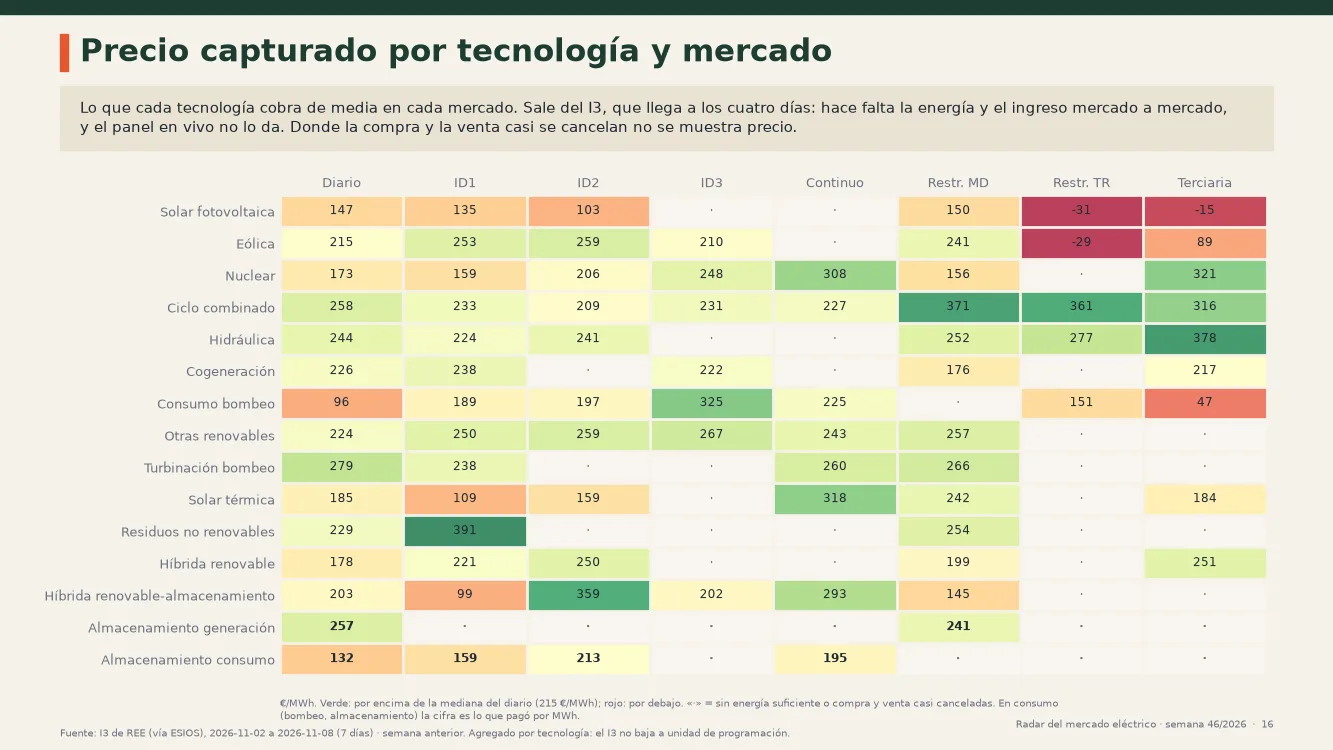 Precio capturado por tecnología y mercado
Lo que cada tecnología cobra de media en cada mercado. Sale del I3, que llega a los cuatro días: hace falta la energía y el ingreso mercado a mercado,
y el panel en vivo no lo da. Donde la compra y la venta casi se cancelan no se muestra precio.
Diario ID1 ID2 ID3 Continuo Restr. MD Restr. TR Terciaria
Solar fotovoltaica 147 135 103 · · 150 -31 -15
Eólica 215 253 259 210 · 241 -29 89
Nuclear 173 159 206 248 308 156 · 321
Ciclo combinado 258 233 209 231 227 371 361 316
Hidráulica 244 224 241 · · 252 277 378
Cogeneración 226 238 · 222 · 176 · 217
Consumo bombeo 96 189 197 325 225 · 151 47
Otras renovables 224 250 259 267 243 257 · ·
Turbinación bombeo 279 238 · · 260 266 · ·
Solar térmica 185 109 159 · 318 242 · 184
Residuos no renovables 229 391 · · · 254 · ·
Híbrida renovable 178 221 250 · · 199 · 251
Híbrida renovable-almacenamiento 203 99 359 202 293 145 · ·
Almacenamiento generación 257 · · · · 241 · ·
Almacenamiento consumo 132 159 213 · 195 · · ·
€/MWh. Verde: por encima de la mediana del diario (215 €/MWh); rojo: por debajo. «·» = sin energía suficiente o compra y venta casi canceladas. En consumo
(bombeo, almacenamiento) la cifra es lo que pagó por MWh.
Fuente: I3 de REE (vía ESIOS), 2026-11-02 a 2026-11-08 (7 días) · semana anterior. Agregado por tecnología: el I3 no baja a unidad de programación.
Radar del mercado eléctrico · semana 46/2026 · 16